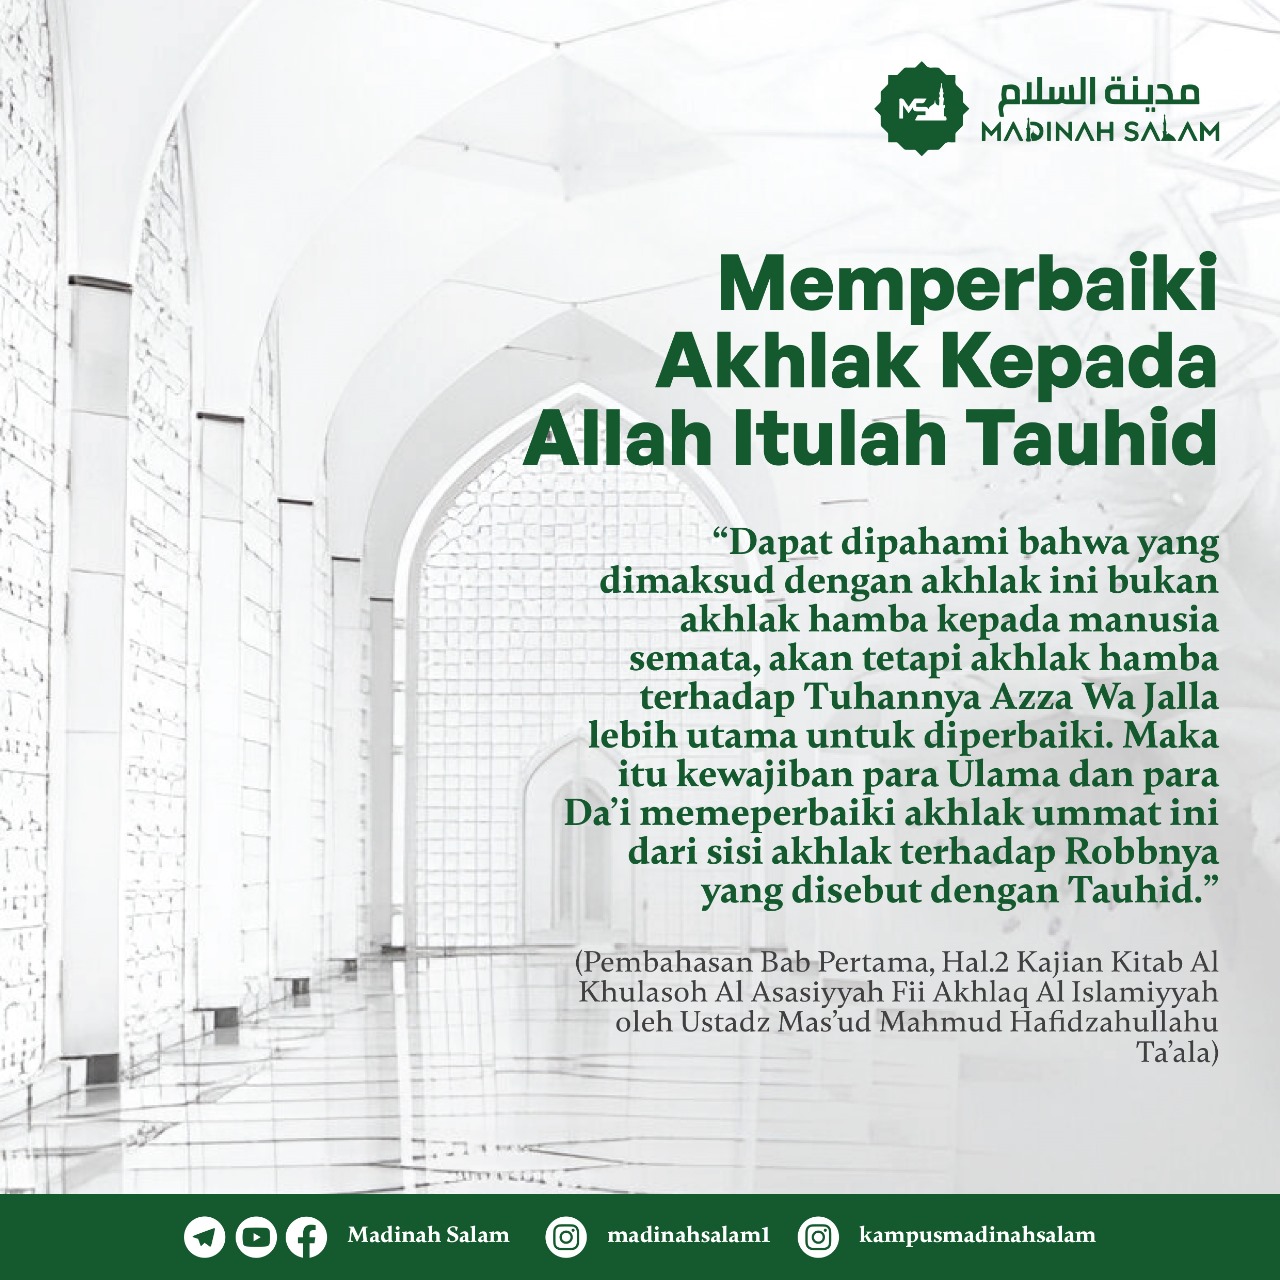 مدينة السلام
MS
MADINAH SALAM
Memperbaiki
Akhlak Kepada
Allah Itulah Tauhid
“Dapat dipahami bahwa yang
dimaksud dengan akhlak ini bukan
akhlak hamba kepada manusia
semata, akan tetapi akhlak hamba
terhadap Tuhannya Azza Wa Jalla
lebih utama untuk diperbaiki. Maka
itu kewajiban para Ulama dan para
Da’i memeperbaiki akhlak ummat ini
dari sisi akhlak terhadap Robbnya
yang disebut dengan Tauhid.”
(Pembahasan Bab Pertama, Hal.2 Kajian Kitab Al
Khulasoh Al Asasiyyah Fii Akhlaq Al Islamiyyah
oleh Ustadz Mas’ud Mahmud Hafidzahullahu
Ta’ala)
Madinah Salam madinahsalam1 kampusmadinahsalam